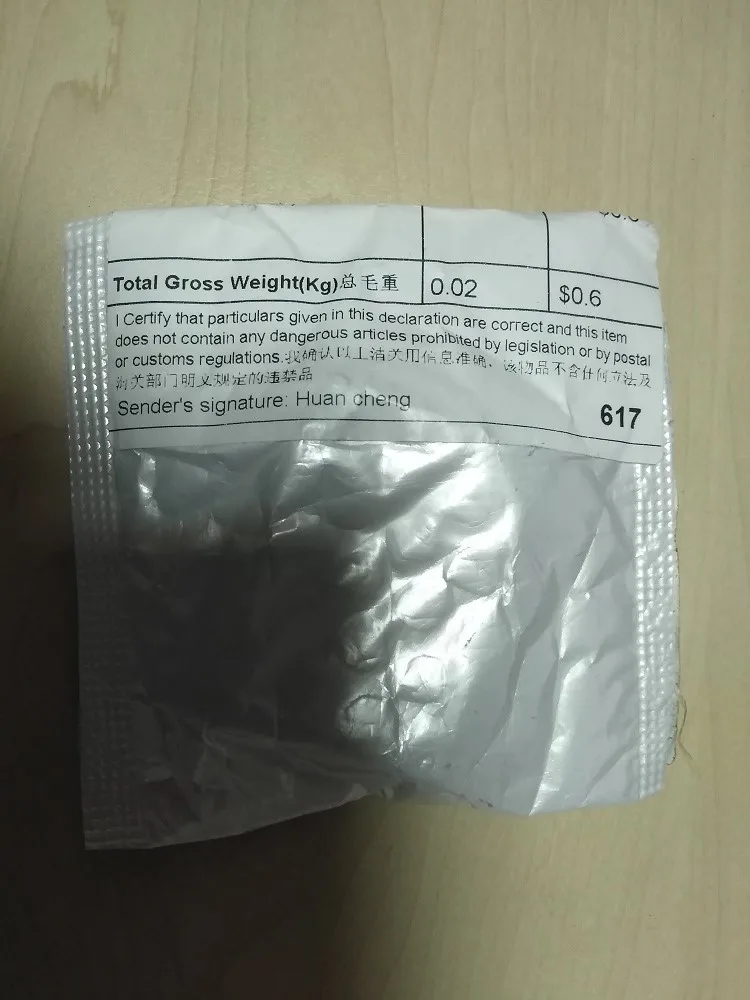 Total Gross Weight(Kg)总毛重 0.02 $0.6
I Certify that particulars given in this declaration are correct and this item
does not contain any dangerous articles prohibited by legislation or by postal
or customs regulations.我确认以上清关用信息准确，该物品不含任何立法及
海关部门明文规定的违禁品
Sender's signature: Huan cheng 617